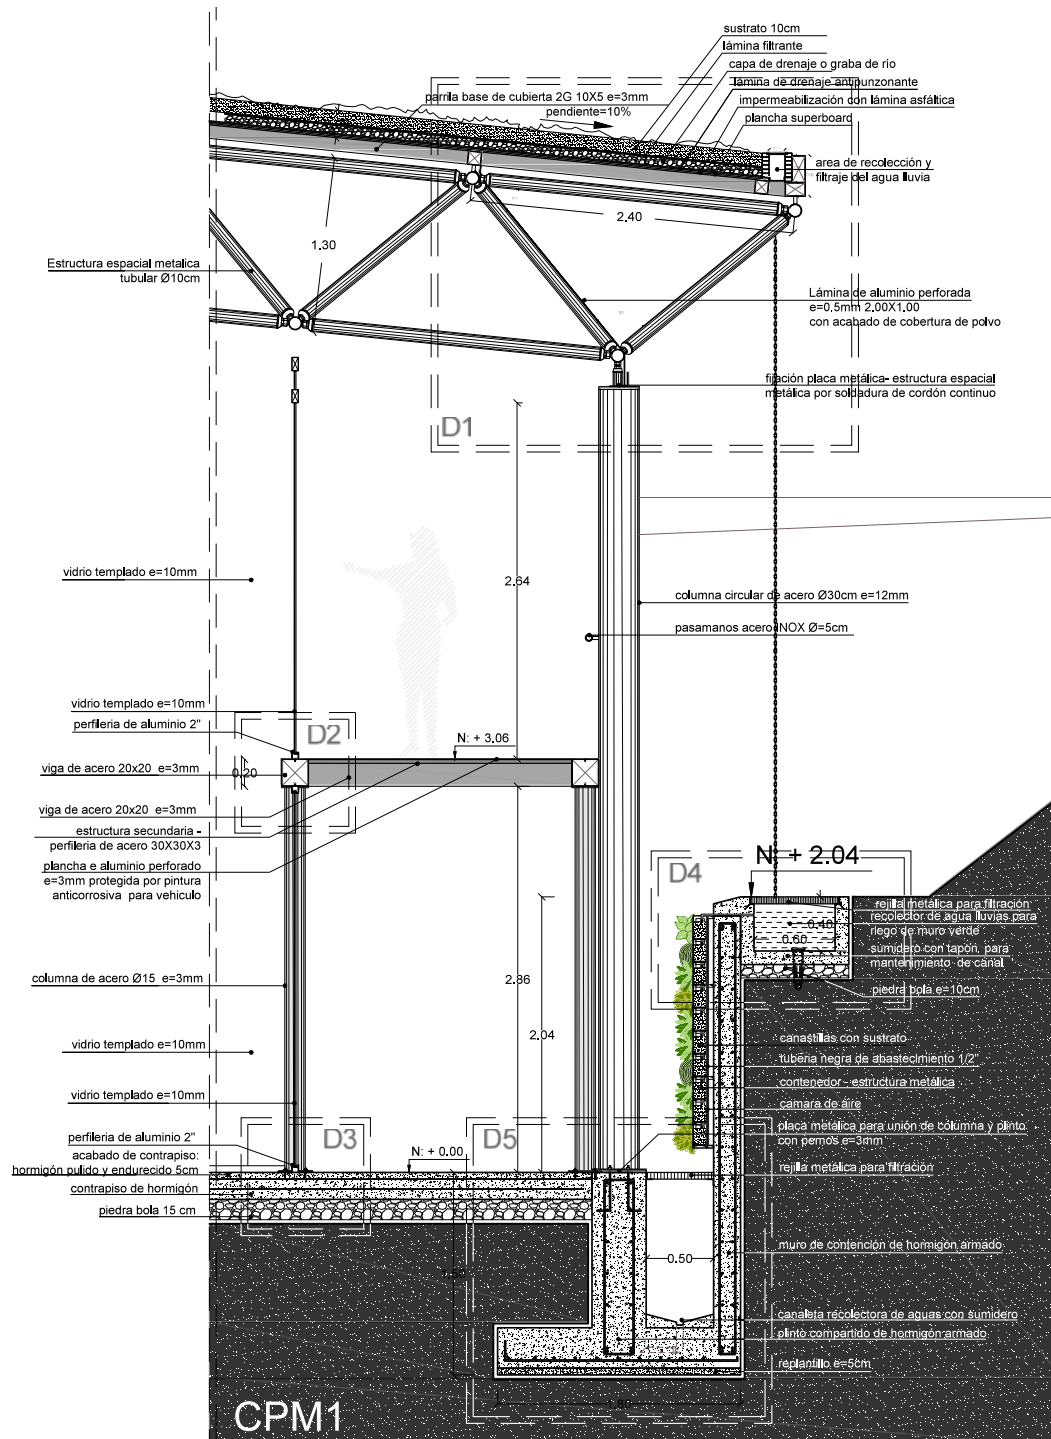 sustrato 10cm
lámina filtrante
capa de drenaje o graba de río
lámina de drenaje antipunzonante
parrila base de cubierta 2G 10X5 e=3mm
impermeabilización con lámina asfáltica
pendiente=10%
plancha superboard
area de recolección y
filtraje del agua lluvia
2.40
1.30
Estructura espacial metalica
tubular Ø10cm
Lámina de aluminio perforada
e=0.5mm 2.00X1.00
con acabado de cobertura de polvo
fijación placa metálica- estructura espacial
metálica por soldadura de cordón continuo
D1
vidrio templado e=10mm
2.64
columna circular de acero Ø30cm e=12mm
pasamanos acero INOX Ø=5cm
vidrio templado e=10mm
perfileria de aluminio 2"
D2
N: + 3.06
viga de acero 20x20 e=3mm
0.20
viga de acero 20x20 e=3mm
estructura secundaria -
perfileria de acero 30X30X3
plancha e aluminio perforado
e=3mm protegida por pintura
anticorrosiva para vehiculo
D4
N: + 2.04
rejilla metálica para filtración
recolector de agua lluvias para
riego de muro verde
0.40
0.60
sumidero con tapón, para
mantenimiento de canal
piedra bola e=10cm
columna de acero Ø15 e=3mm
2.86
2.04
canastillas con sustrato
vidrio templado e=10mm
tuberia negra de abastecimiento 1/2"
contenedor - estructura metálica
vidrio templado e=10mm
camara de áire
placa metálica para unión de columna y plinto
con pernos e=3mm
perfileria de aluminio 2"
D3
D5
acabado de contrapiso:
hormigón pulido y endurecido 5cm
N: + 0.00
rejilla metálica para filtración
contrapiso de hormigón
piedra bola 15 cm
muro de contención de hormigón armado
0.50
canaleta recolectora de aguas con sumidero
plinto compartido de hormigón armado
replantillo e=5cm
1.80
CPM1